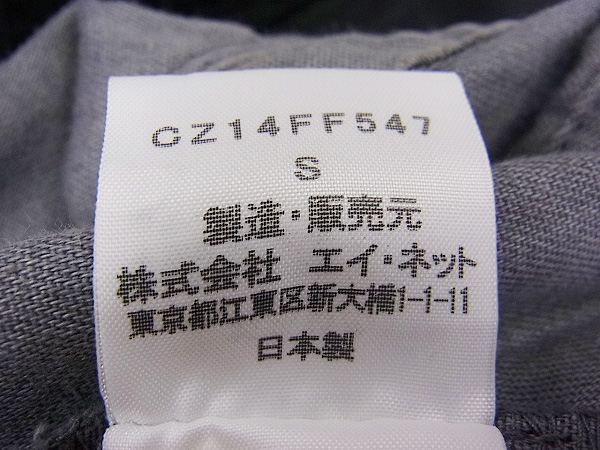 CZ14FF547
S
製造・販売元
株式会社 エイ・ネット
東京都江東区新大橋1-1-11
日本製